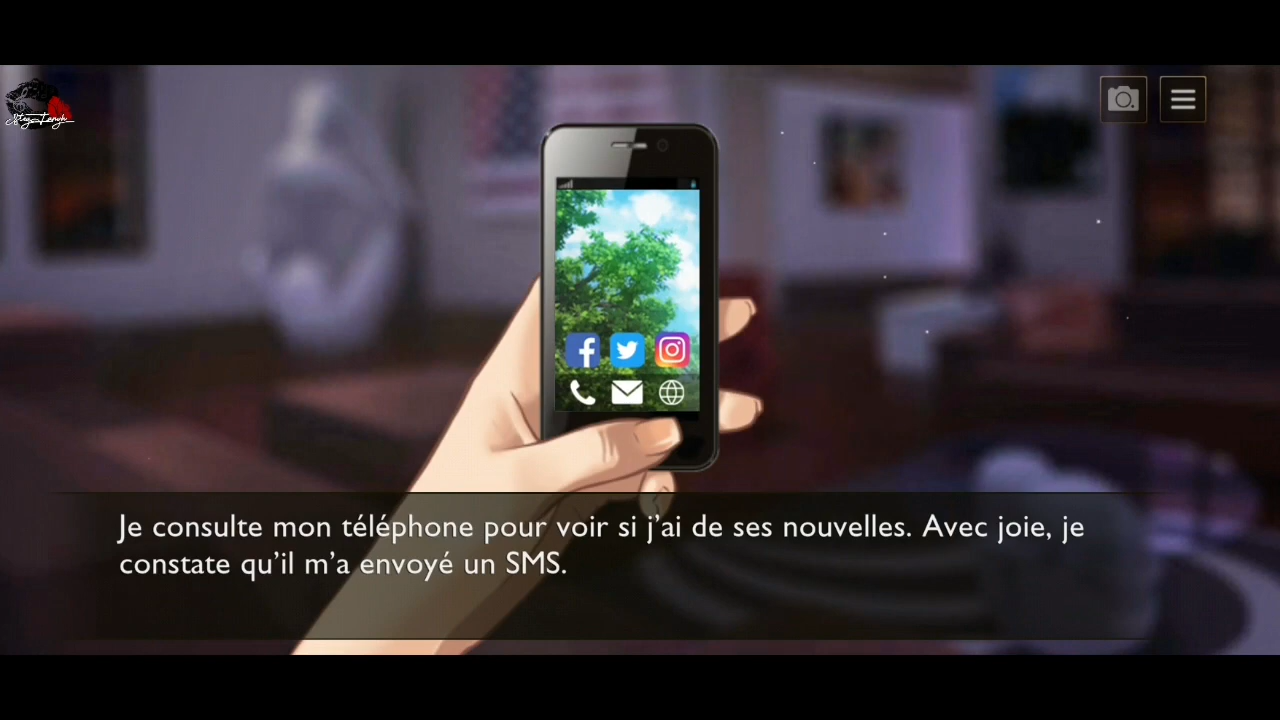 Je consulte mon téléphone pour voir si j'ai de ses nouvelles. Avec joie, je
constate qu'il m'a envoyé un SMS.